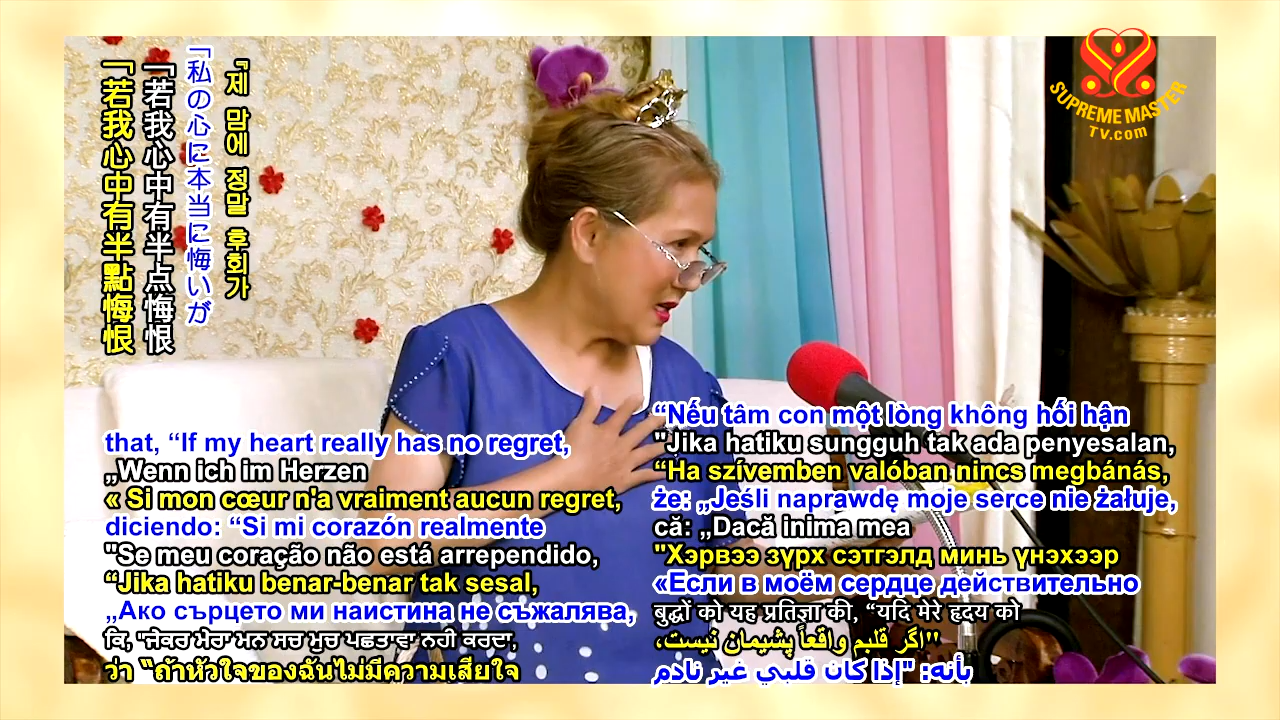 『제 맘에 정말 후회가
「私の心に本当に悔いが
「若我心中有半点悔恨
「若我心中有半點悔恨
SUPREME MASTER
TV.com
that, “If my heart really has no regret,
„Wenn ich im Herzen
« Si mon cœur n'a vraiment aucun regret,
diciendo: “Si mi corazón realmente
"Se meu coração não está arrependido,
“Jika hatiku benar-benar tak sesal,
„Ако сърцето ми наистина не съжалява,
ਕਿ, "ਜੇਕਰ ਮੇਰਾ ਮਨ ਸਚ ਮੁਚ ਪਛਤਾਵਾ ਨਹੀ ਕਰਦਾ,
ว่า “ถ้าหัวใจของฉันไม่มีความเสียใจ
“Nếu tâm con một lòng không hối hận
"Jika hatiku sungguh tak ada penyesalan,
“Ha szívemben valóban nincs megbánás,
że: „Jeśli naprawdę moje serce nie żałuje,
că: „Dacă inima mea
"Хэрвээ зүрх сэтгэлд минь үнэхээр
«Если в моём сердце действительно
बुद्धों को यह प्रतिज्ञा की, “यदि मेरे हृदय को
"اگر قلبم واقعاً پشیمان نیست،
بأنه: "إذا كان قلبي غير نادم